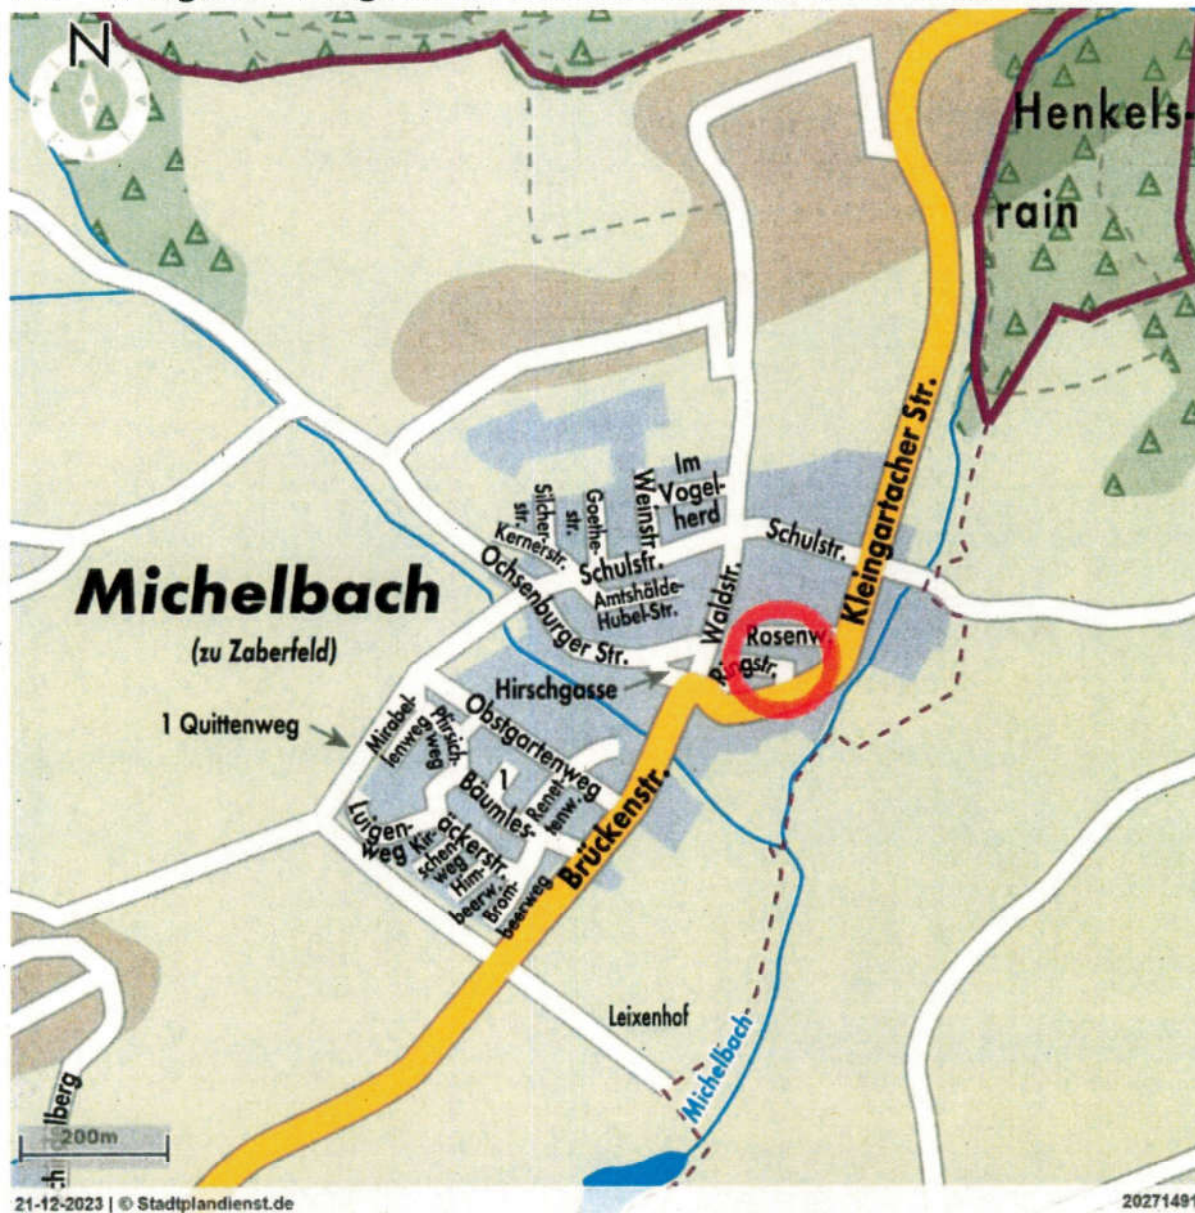 N
Henkels-
rain
Kleingartacher Str.
Im
Vogel-
herd
Weinstr.
Goethe-
str.
Silcher-
str.
Kernerstr.
Schulstr.
Schulstr.
Amtshälde-
Hubel-Str.
Ochsenburger Str.
Waldstr.
Michelbach
(zu Zaberfeld)
Rosenw.
Ringstr.
Hirschgasse
1 Quittenweg
Mirabel-
lenweg
Pfirsich-
weg
Obstgartenweg
1
Bäumles-
äckerstr.
Renet-
tenw.
Luigen-
weg
Kir-
schen-
weg
Him-
beerw.
Brom-
beerweg
Brückenstr.
Leixenhof
Michelbach
200m
21-12-2023 | © Stadtplandienst.de
20271491